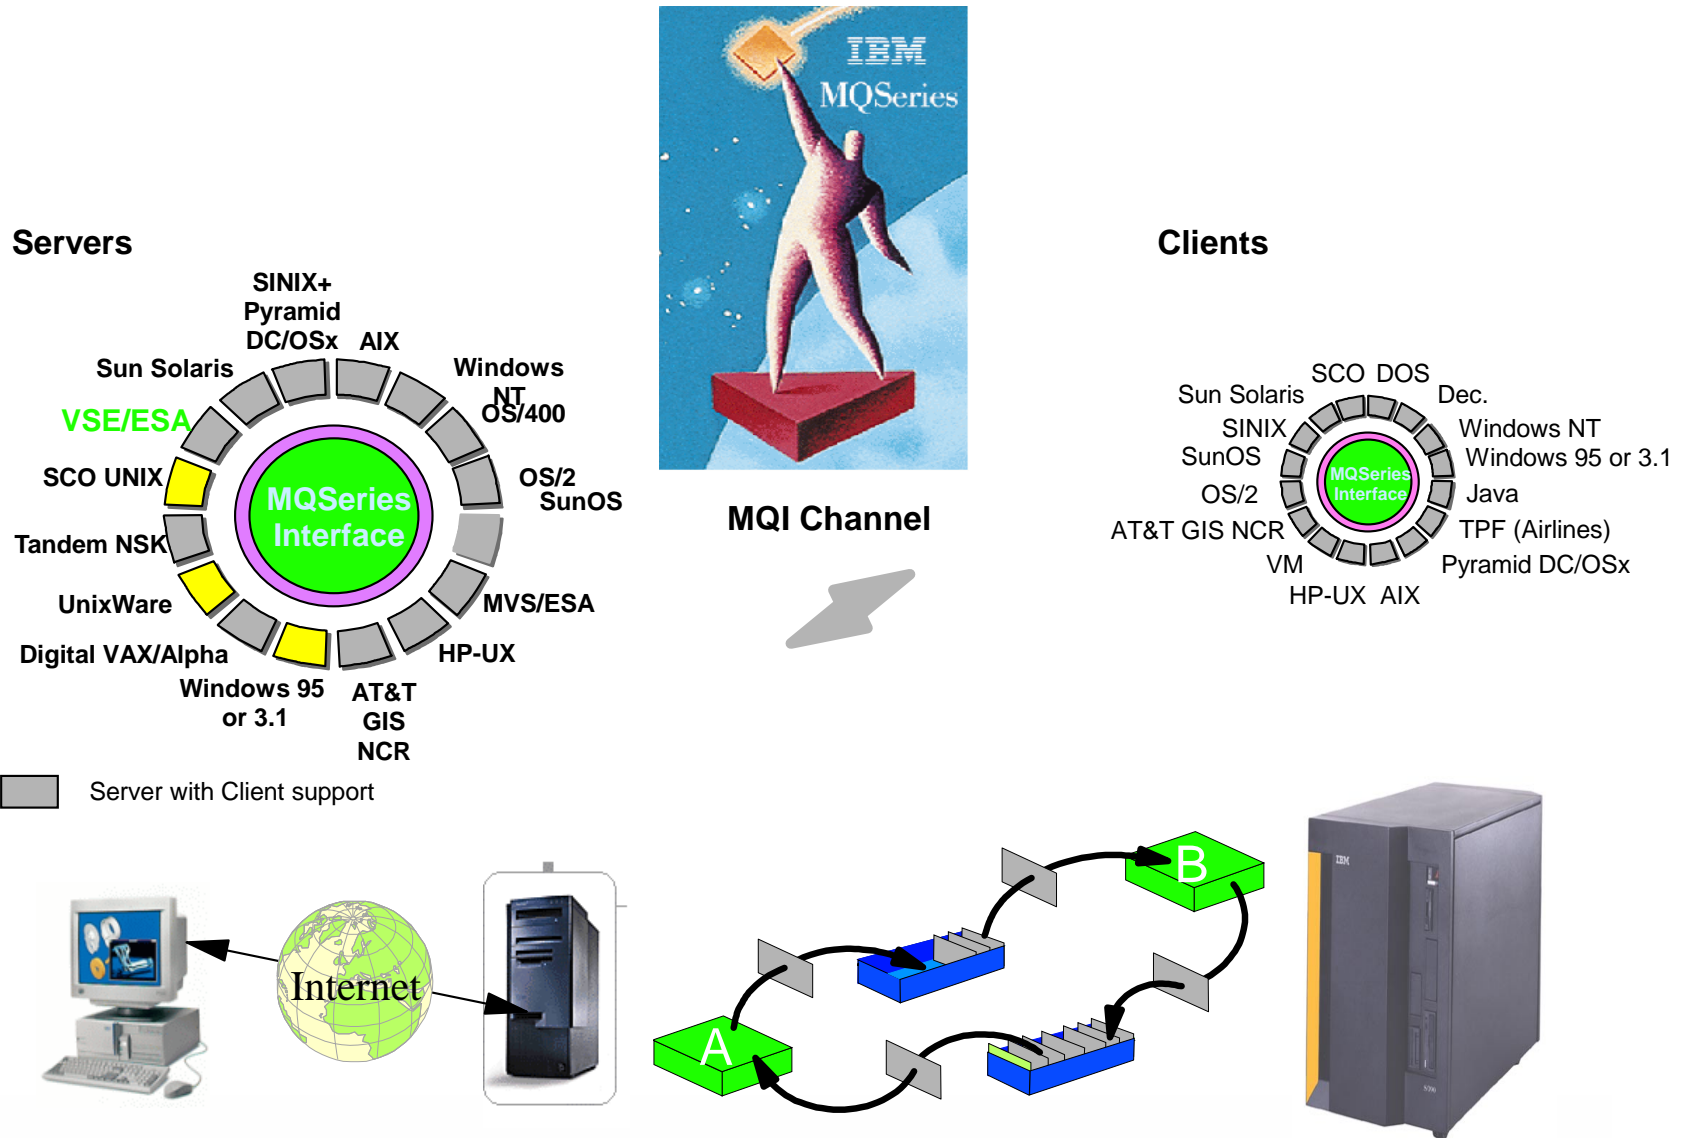 IBM
MQSeries
Servers
Clients
SINIX+
Pyramid
DC/OSx
AIX
Sun Solaris
Windows
NT
OS/400
VSE/ESA
SCO UNIX
OS/2
SunOS
MQSeries
Interface
Tandem NSK
UnixWare
MVS/ESA
Digital VAX/Alpha
HP-UX
Windows 95
or 3.1
AT&T
GIS
NCR
MQI Channel
SCO
DOS
Sun Solaris
Dec.
SINIX
Windows NT
SunOS
Windows 95 or 3.1
MQSeries
Interface
OS/2
Java
AT&T GIS NCR
TPF (Airlines)
VM
Pyramid DC/OSx
HP-UX
AIX
Server with Client support
Internet
A
B
IBM